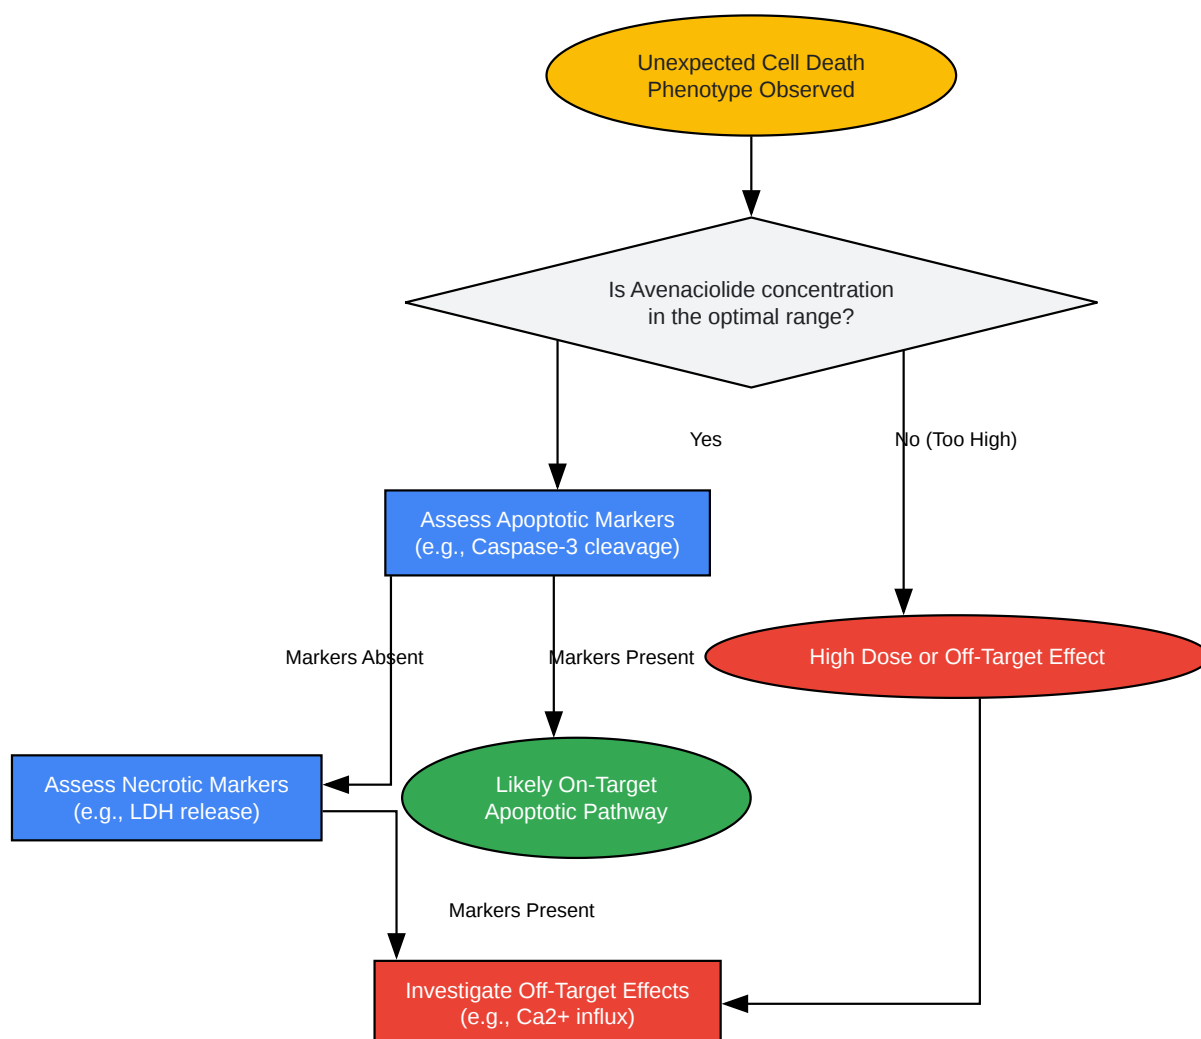 Unexpected Cell Death
Phenotype Observed
Is Avenaciolide concentration
in the optimal range?
Yes
No (Too High)
Assess Apoptotic Markers
(e.g., Caspase-3 cleavage)
Markers Absent
Markers Present
High Dose or Off-Target Effect
Assess Necrotic Markers
(e.g., LDH release)
Likely On-Target
Apoptotic Pathway
Markers Present
Investigate Off-Target Effects
(e.g., Ca2+ influx)